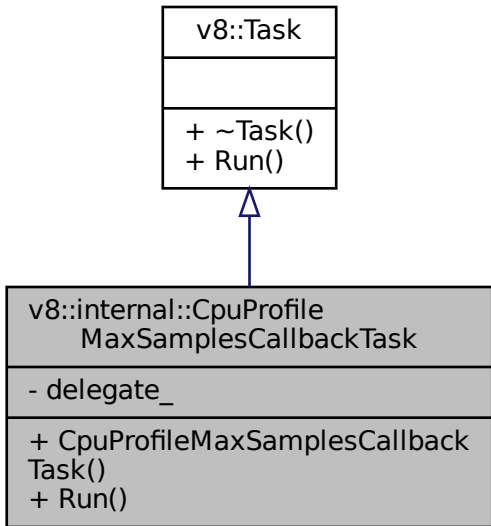 v8::Task
+ ~Task()
+ Run()
v8::internal::CpuProfile
MaxSamplesCallbackTask
- delegate_
+ CpuProfileMaxSamplesCallback
Task()
+ Run()